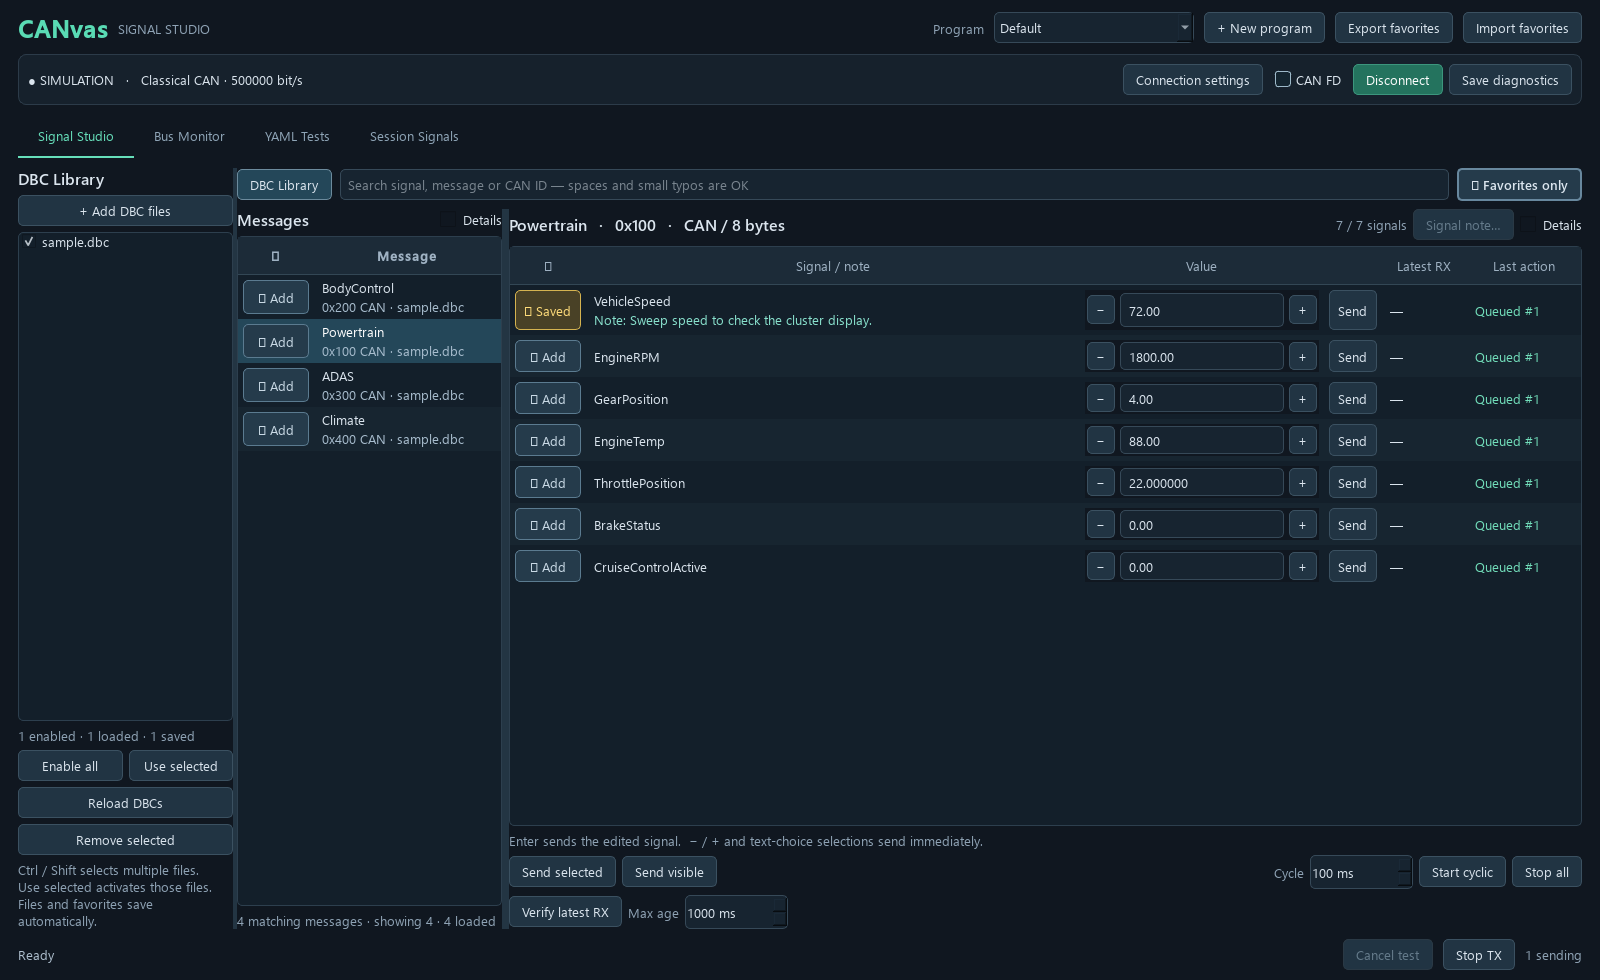 CANvas SIGNAL STUDIO
Program Default + New program Export favorites Import favorites
● SIMULATION · Classical CAN · 500000 bit/s Connection settings CAN FD Disconnect Save diagnostics
Signal Studio Bus Monitor YAML Tests Session Signals
DBC Library
+ Add DBC files
✓ sample.dbc
1 enabled · 1 loaded · 1 saved
Enable all Use selected
Reload DBCs
Remove selected
Ctrl / Shift selects multiple files.
Use selected activates those files.
Files and favorites save
automatically.
DBC Library Search signal, message or CAN ID — spaces and small typos are OK Favorites only
Messages Details
Message
Add BodyControl
0x200 CAN · sample.dbc
Add Powertrain
0x100 CAN · sample.dbc
Add ADAS
0x300 CAN · sample.dbc
Add Climate
0x400 CAN · sample.dbc
4 matching messages · showing 4 · 4 loaded
Powertrain · 0x100 · CAN / 8 bytes 7 / 7 signals Signal note... Details
Signal / note Value Latest RX Last action
Saved VehicleSpeed − 72.00 + Send — Queued #1
Note: Sweep speed to check the cluster display.
Add EngineRPM − 1800.00 + Send — Queued #1
Add GearPosition − 4.00 + Send — Queued #1
Add EngineTemp − 88.00 + Send — Queued #1
Add ThrottlePosition − 22.000000 + Send — Queued #1
Add BrakeStatus − 0.00 + Send — Queued #1
Add CruiseControlActive − 0.00 + Send — Queued #1
Enter sends the edited signal. − / + and text-choice selections send immediately.
Send selected Send visible Cycle 100 ms Start cyclic Stop all
Verify latest RX Max age 1000 ms
Ready Cancel test Stop TX 1 sending